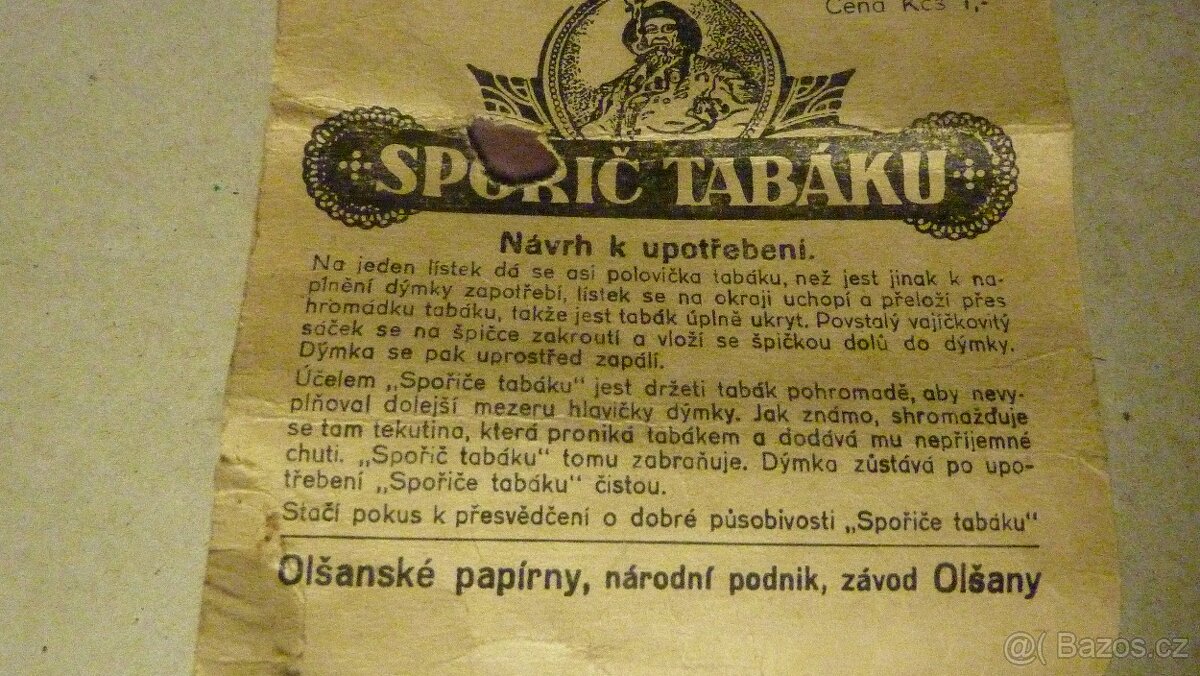 Cena Kčs 1,-
SPOŘIČ TABÁKU
Návrh k upotřebení.
Na jeden lístek dá se asi polovička tabáku, než jest jinak k na-
plnění dýmky zapotřebí, lístek se na okraji uchopí a přeloží přes
hromádku tabáku, takže jest tabák úplně ukryt. Povstalý vajíčkovitý
sáček se na špičce zakroutí a vloží se špičkou dolů do dýmky.
Dýmka se pak uprostřed zapálí.
Účelem „Spořiče tabáku" jest držeti tabák pohromadě, aby nevy-
plňoval dolejší mezeru hlavičky dýmky. Jak známo, shromažďuje
se tam tekutina, která proniká tabákem a dodává mu nepříjemné
chuti. „Spořič tabáku" tomu zabraňuje. Dýmka zůstává po upo-
třebení „Spořiče tabáku" čistou.
Stačí pokus k přesvědčení o dobré působivosti „Spořiče tabáku"
Olšanské papírny, národní podnik, závod Olšany
Bazos.cz